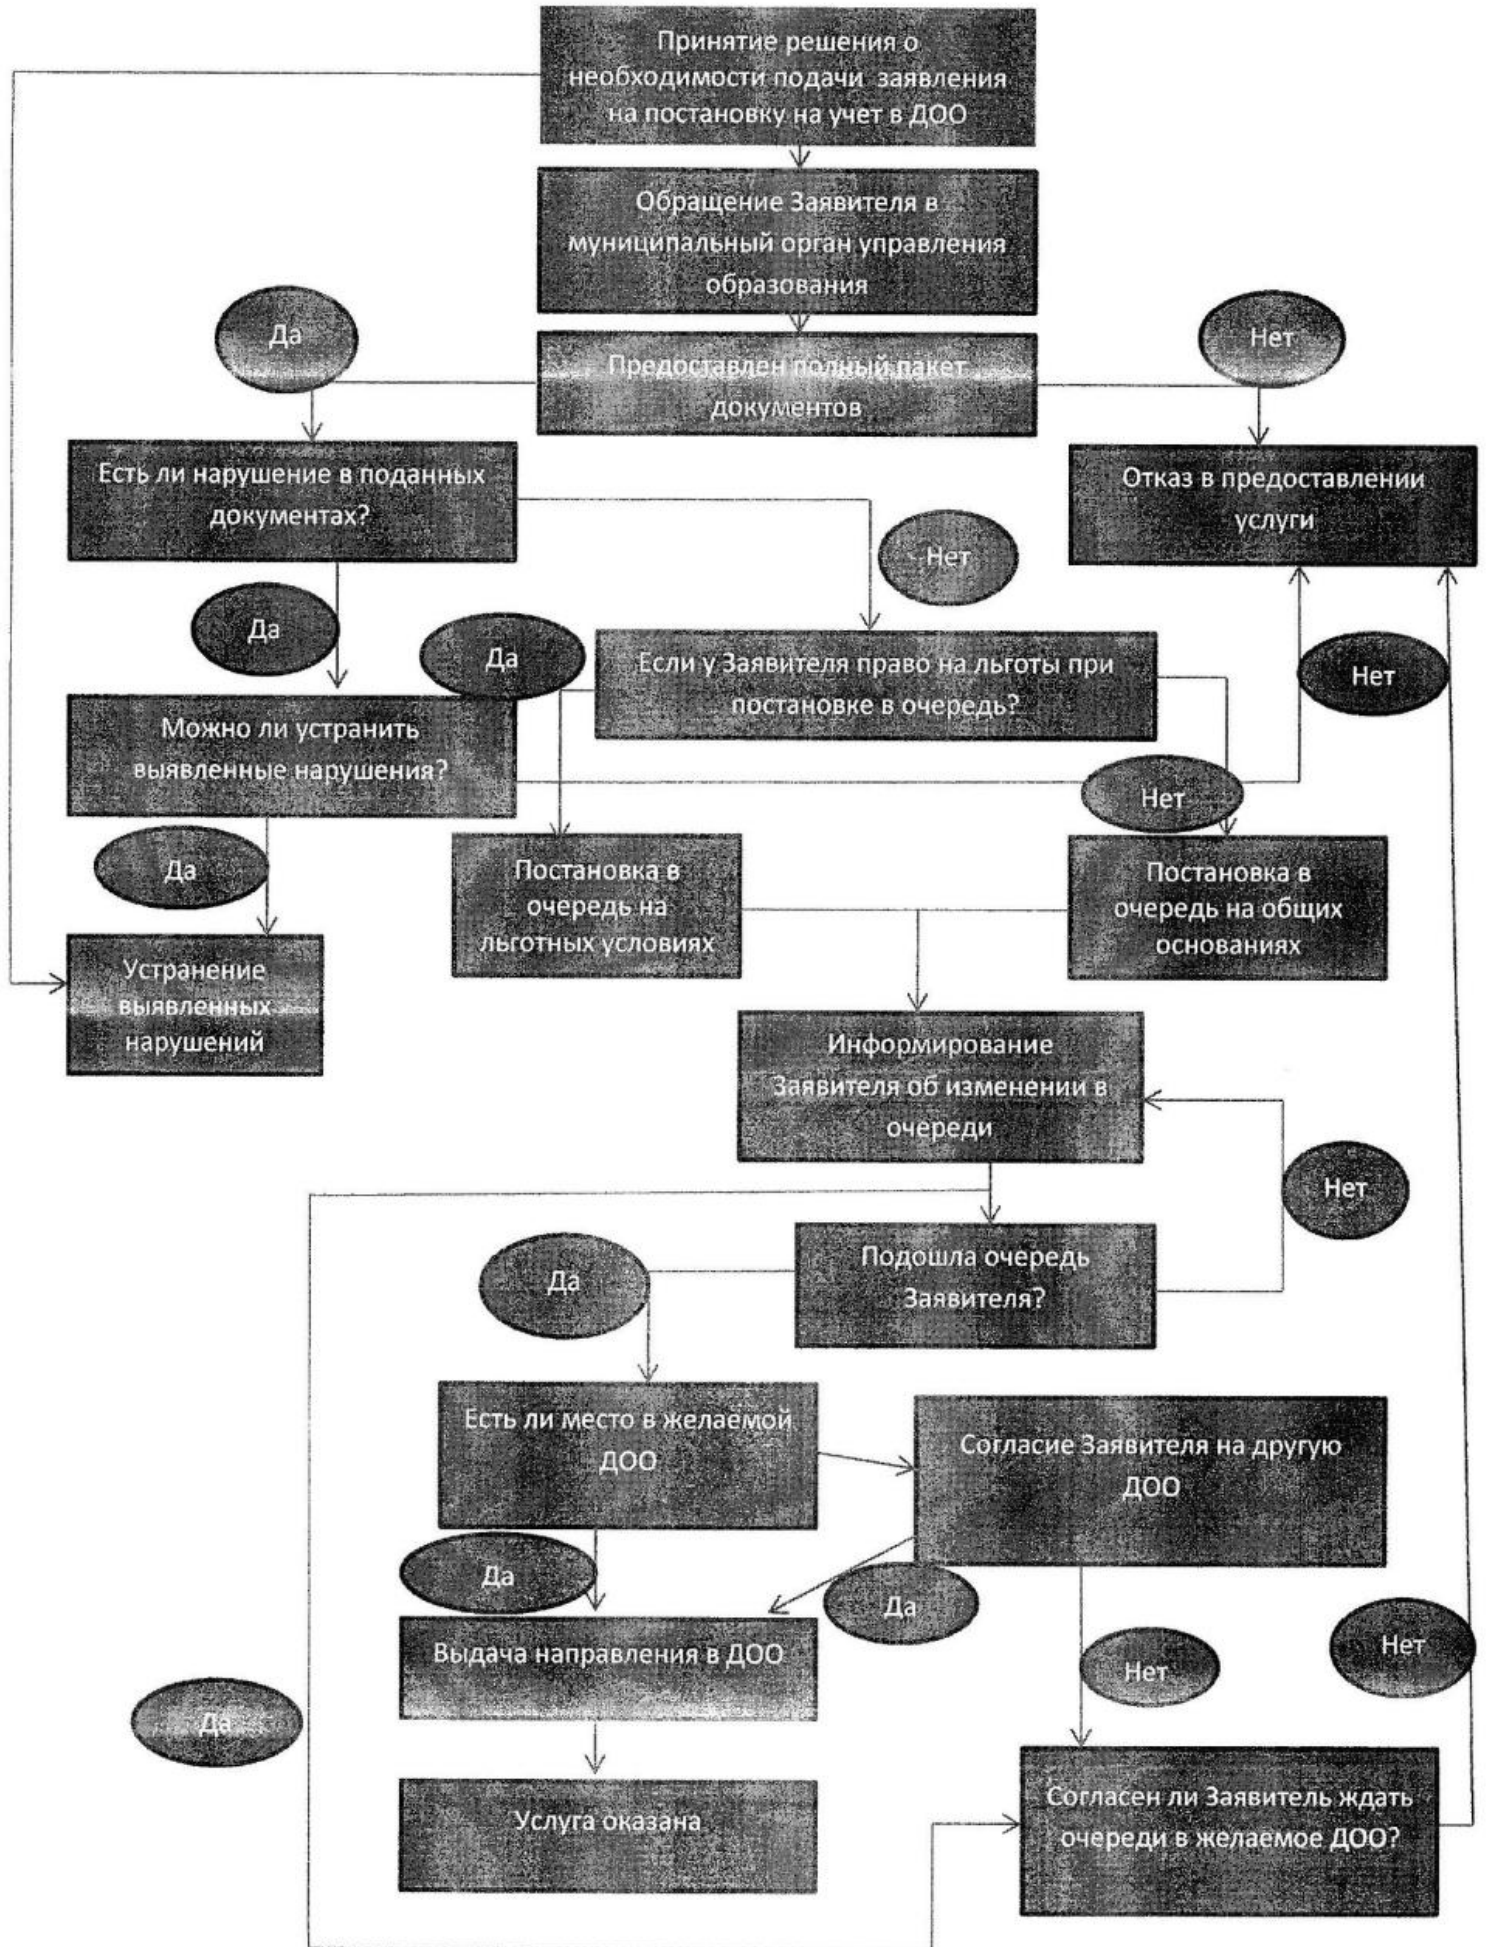 Принятие решения о
необходимости подачи заявления
на постановку на учет в ДОО
Обращение Заявителя в
муниципальный орган управления
образования
Да
Нет
Предоставлен полный пакет
документов
Есть ли нарушение в поданных
документах?
Отказ в предоставлении
услуги
Нет
Да
Да
Если у Заявителя право на льготы при
постановке в очередь?
Нет
Можно ли устранить
выявленные нарушения?
Нет
Да
Постановка в
очередь на
льготных условиях
Постановка в
очередь на общих
основаниях
Устранение
выявленных
нарушений
Информирование
Заявителя об изменении в
очереди
Нет
Подошла очередь
Заявителя?
Да
Есть ли место в желаемой
ДОО
Согласие Заявителя на другую
ДОО
Да
Да
Выдача направления в ДОО
Нет
Нет
Да
Услуга оказана
Согласен ли Заявитель ждать
очереди в желаемое ДОО?